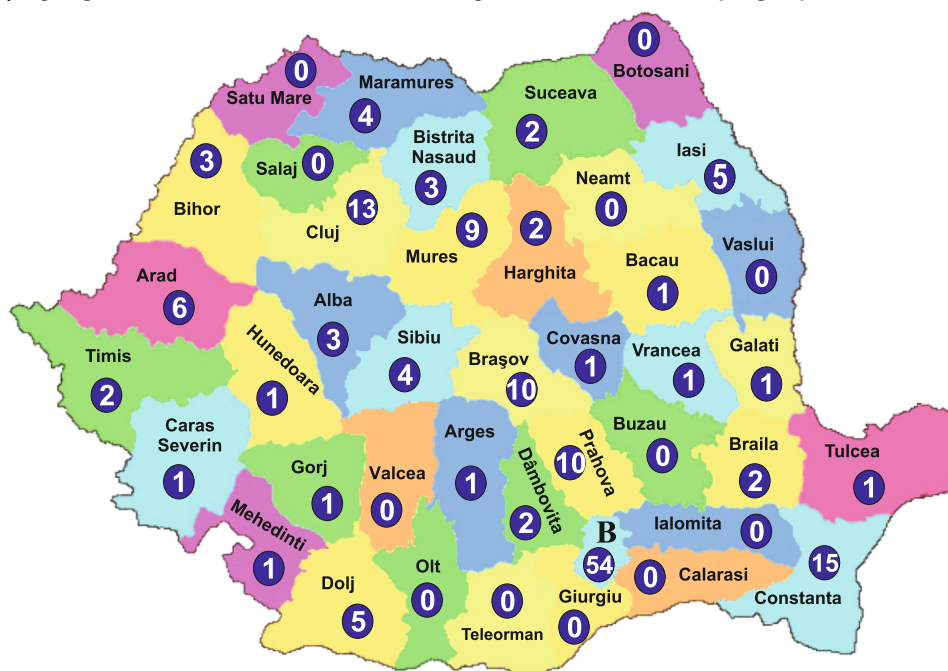 0
Botosani
0
Satu Mare
Maramures
4
Suceava
2
Bistrita
Nasaud
3
Iasi
5
3
Bihor
Salaj
0
13
Cluj
Neamt
0
9
Mures
2
Harghita
Vaslui
0
Bacau
1
Arad
6
Alba
3
Hunedoara
1
Sibiu
4
Braşov
10
Covasna
1
Vrancea
1
Galati
1
Timis
2
Caras
Severin
1
Gorj
1
Valcea
0
Arges
1
Dâmbovita
2
Prahova
10
Buzau
0
Braila
2
Tulcea
1
Mehedinti
1
Dolj
5
Olt
0
0
Teleorman
Giurgiu
0
B
54
Ialomita
0
0
Calarasi
15
Constanta